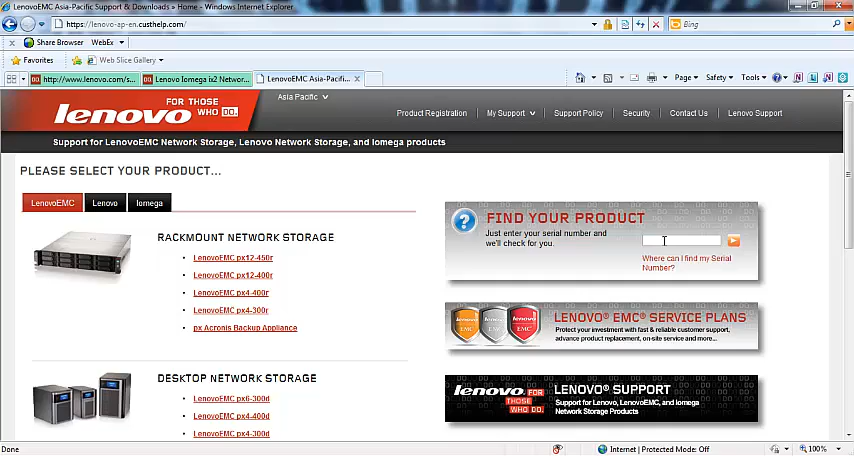 LenovoEMC Asia-Pacific Support & Downloads > Home - Windows Internet Explorer
https://lenovo-ap-en.custhelp.com/
Bing
x Share Browser WebEx
Favorites Web Slice Gallery
http://www.lenovo.com/s... Lenovo Iomega ix2 Networ... LenovoEMC Asia-Pacifi... x
Page Safety Tools
lenovo FOR THOSE WHO DO.
Asia Pacific
Product Registration My Support Support Policy Security Contact Us Lenovo Support
Support for LenovoEMC Network Storage, Lenovo Network Storage, and Iomega products
PLEASE SELECT YOUR PRODUCT...
LenovoEMC Lenovo Iomega
RACKMOUNT NETWORK STORAGE
LenovoEMC px12-450r
LenovoEMC px12-400r
LenovoEMC px4-400r
LenovoEMC px4-300r
px Acronis Backup Appliance
DESKTOP NETWORK STORAGE
LenovoEMC px6-300d
LenovoEMC px4-400d
LenovoEMC px4-300d
FIND YOUR PRODUCT
Just enter your serial number and
we'll check for you.
Where can I find my Serial
Number?
LENOVO® EMC® SERVICE PLANS
Protect your investment with fast & reliable customer support,
advance product replacement, on-site service and more...
lenovo FOR THOSE WHO DO.
LENOVO® SUPPORT
Support for Lenovo, LenovoEMC, and Iomega
Network Storage Products
Done
Internet | Protected Mode: Off
100%